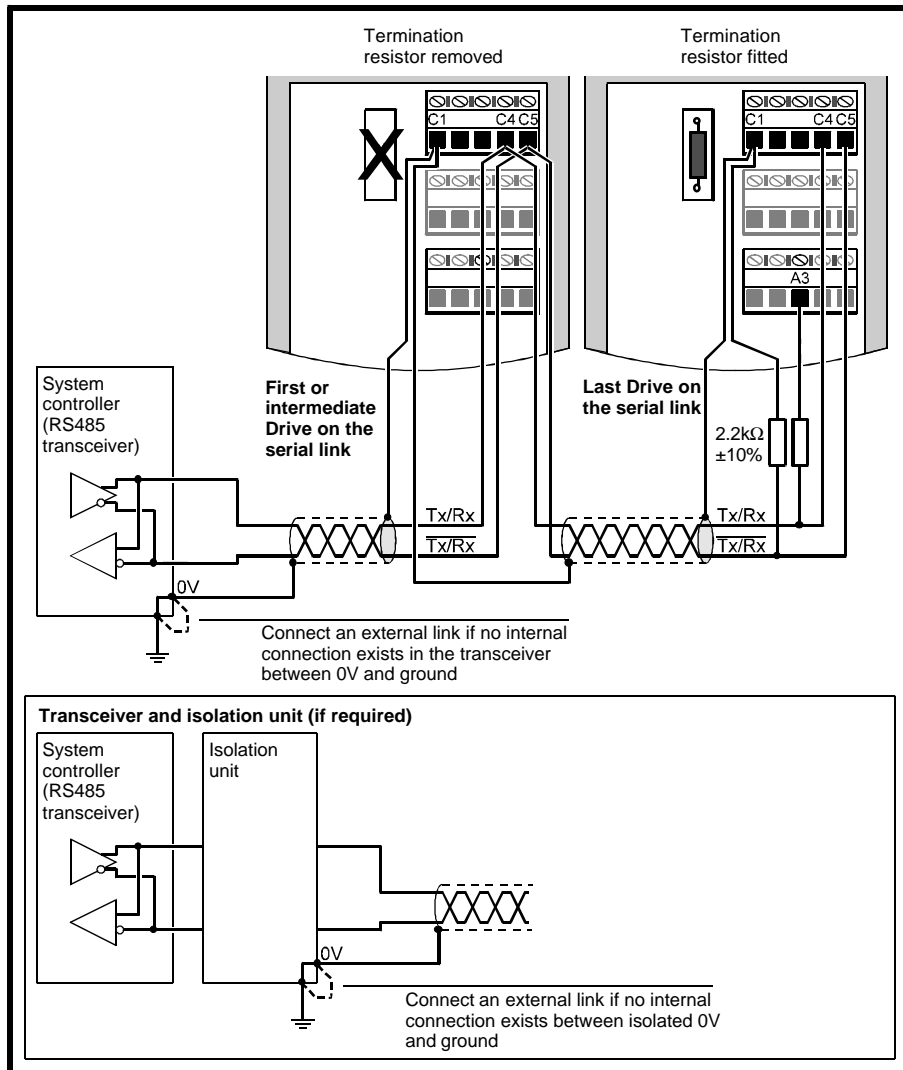 Termination
resistor removed
Termination
resistor fitted
C1 C4 C5
C1 C4 C5
A3
System
controller
(RS485
transceiver)
First or
intermediate
Drive on the
serial link
Last Drive on
the serial link
2.2kΩ
±10%
Tx/Rx
T̅x̅/̅R̅x̅
Tx/Rx
T̅x̅/̅R̅x̅
0V
Connect an external link if no internal
connection exists in the transceiver
between 0V and ground
Transceiver and isolation unit (if required)
System
controller
(RS485
transceiver)
Isolation
unit
0V
Connect an external link if no internal
connection exists between isolated 0V
and ground